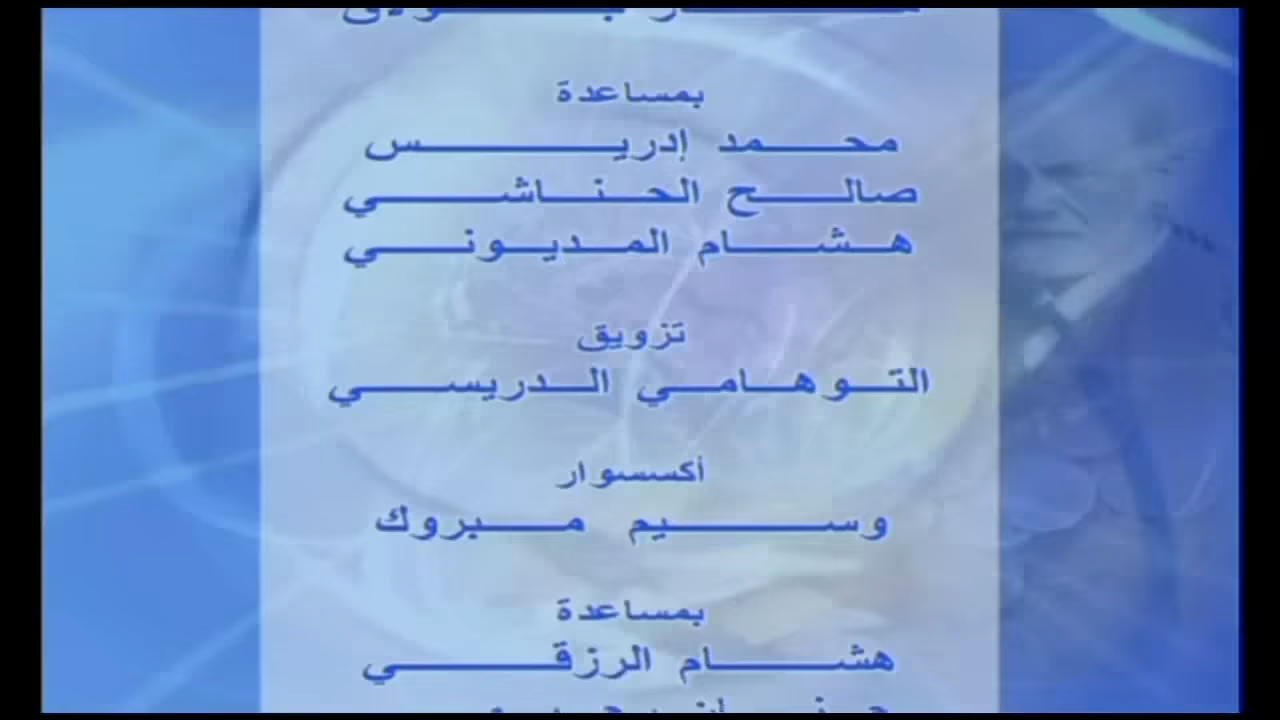 بمساعدة
محمد إدريس
صالح الحناشي
هشام المديوني
تزويق
التوهامي الدريسي
أكسسوار
وسيم مبروك
بمساعدة
هشام الرزقي